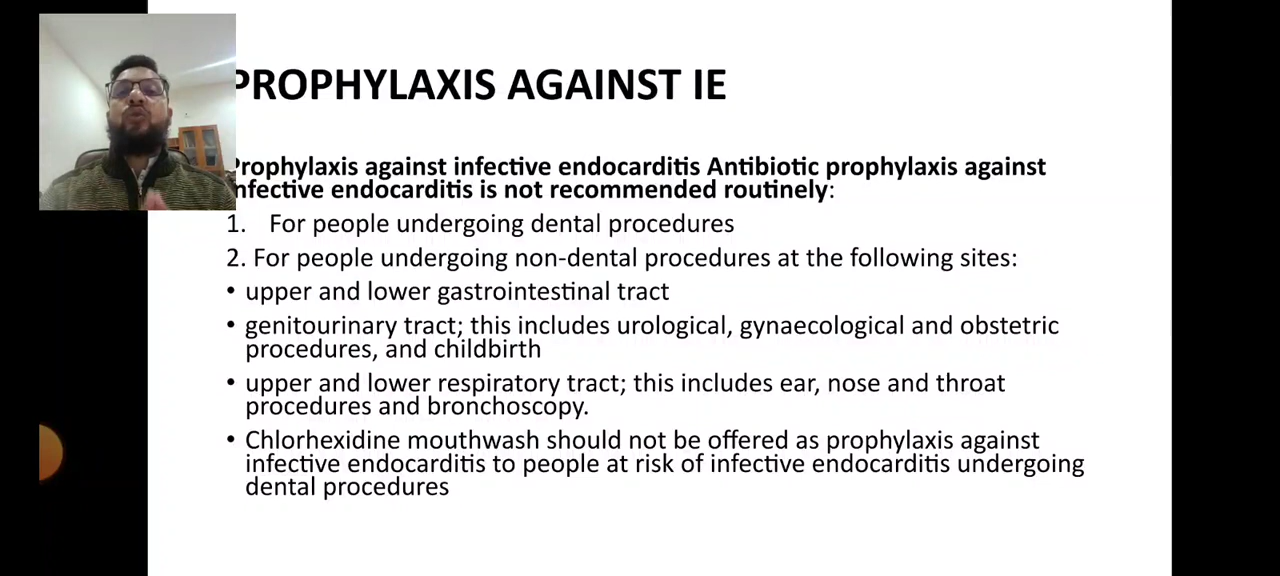 PROPHYLAXIS AGAINST IE
Prophylaxis against infective endocarditis Antibiotic prophylaxis against
infective endocarditis is not recommended routinely:
1. For people undergoing dental procedures
2. For people undergoing non-dental procedures at the following sites:
• upper and lower gastrointestinal tract
• genitourinary tract; this includes urological, gynaecological and obstetric
procedures, and childbirth
• upper and lower respiratory tract; this includes ear, nose and throat
procedures and bronchoscopy.
• Chlorhexidine mouthwash should not be offered as prophylaxis against
infective endocarditis to people at risk of infective endocarditis undergoing
dental procedures